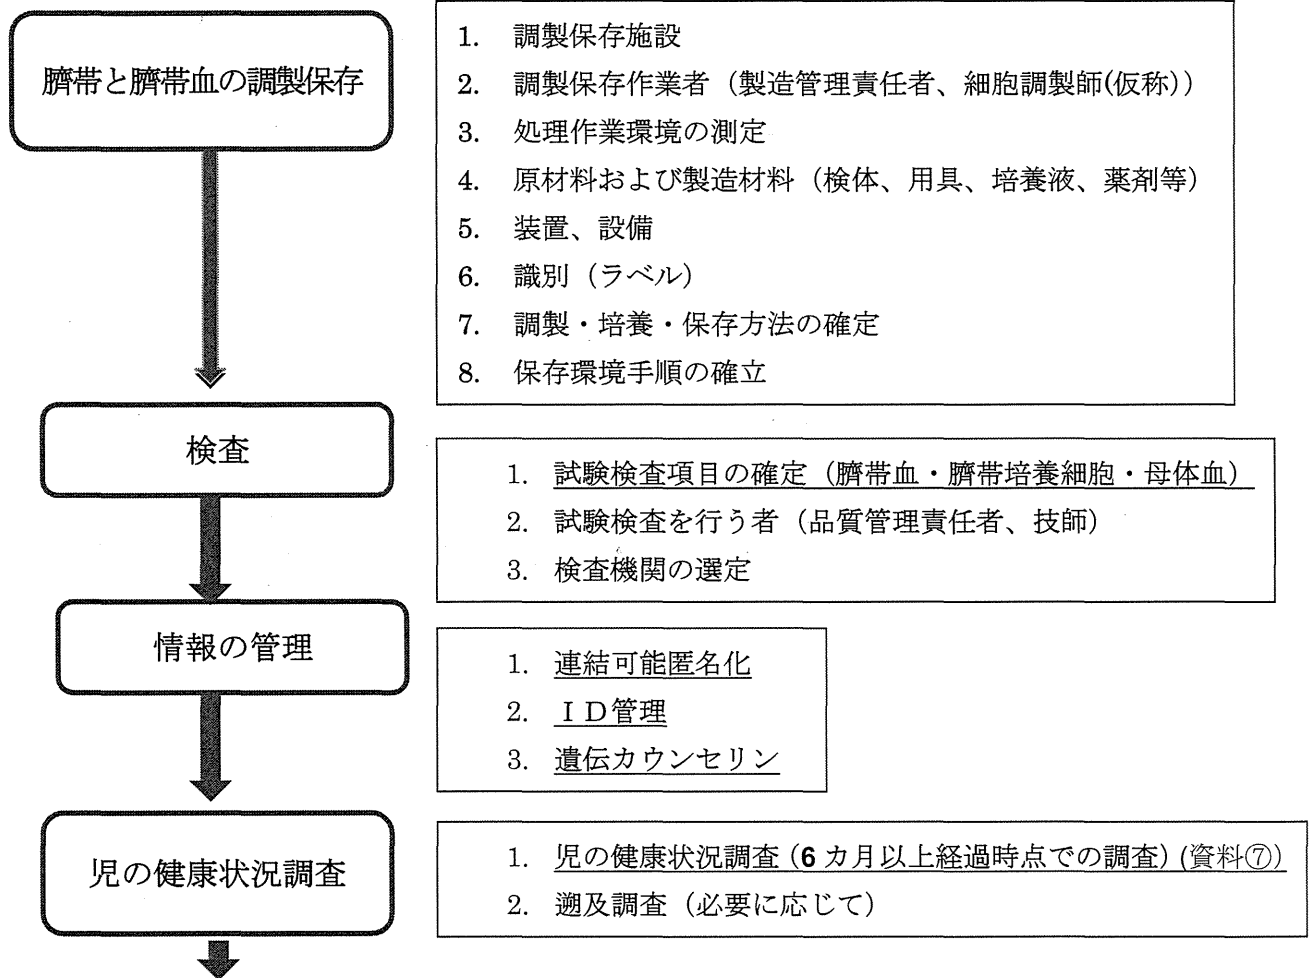 臍帯と臍帯血の調製保存
1. 調製保存施設
2. 調製保存作業者（製造管理責任者、細胞調製師(仮称)）
3. 処理作業環境の測定
4. 原材料および製造材料（検体、用具、培養液、薬剤等）
5. 装置、設備
6. 識別（ラベル）
7. 調製・培養・保存方法の確定
8. 保存環境手順の確立
検査
1. 試験検査項目の確定（臍帯血・臍帯培養細胞・母体血）
2. 試験検査を行う者（品質管理責任者、技師）
3. 検査機関の選定
情報の管理
1. 連結可能匿名化
2. ＩＤ管理
3. 遺伝カウンセリン
児の健康状況調査
1. 児の健康状況調査（6 カ月以上経過時点での調査）(資料⑦)
2. 遡及調査（必要に応じて）